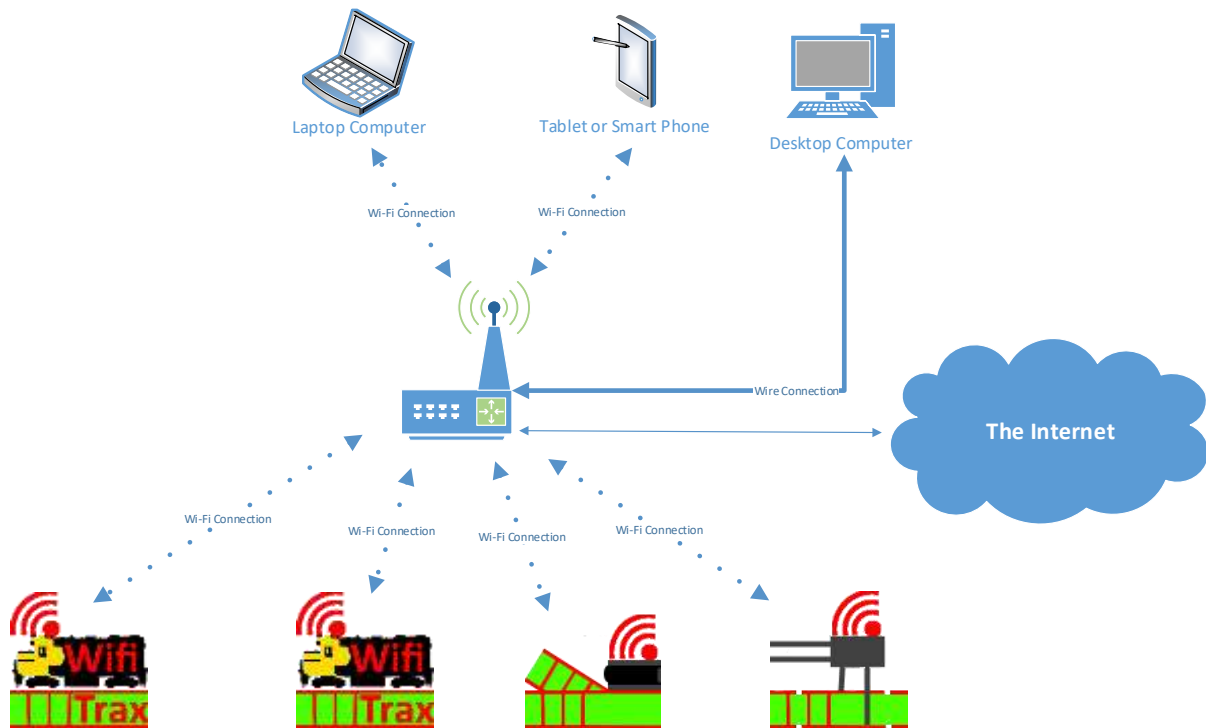 Laptop Computer
Tablet or Smart Phone
Desktop Computer
Wi-Fi Connection
Wi-Fi Connection
Wire Connection
The Internet
Wi-Fi Connection
Wi-Fi Connection
Wi-Fi Connection
Wi-Fi Connection
Wifi
Trax
Wifi
Trax